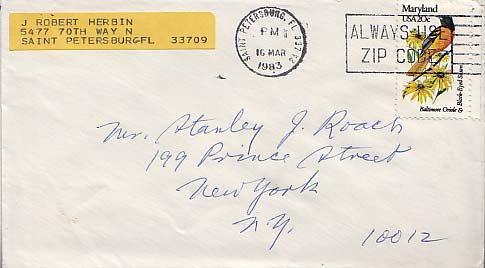 J ROBERT HERBIN
5477 70TH WAY N
SAINT PETERSBURGFL 33709
SAINT PETERSBURG, FL 337
PM
16 MAR
1983
ALWAYS USE
ZIP CODE
Maryland
USA 20c
Baltimore Oriole &
Black-Eyed Susan
Mr. Stanley J. Roach
199 Prince Street
New York
N.Y.
10012